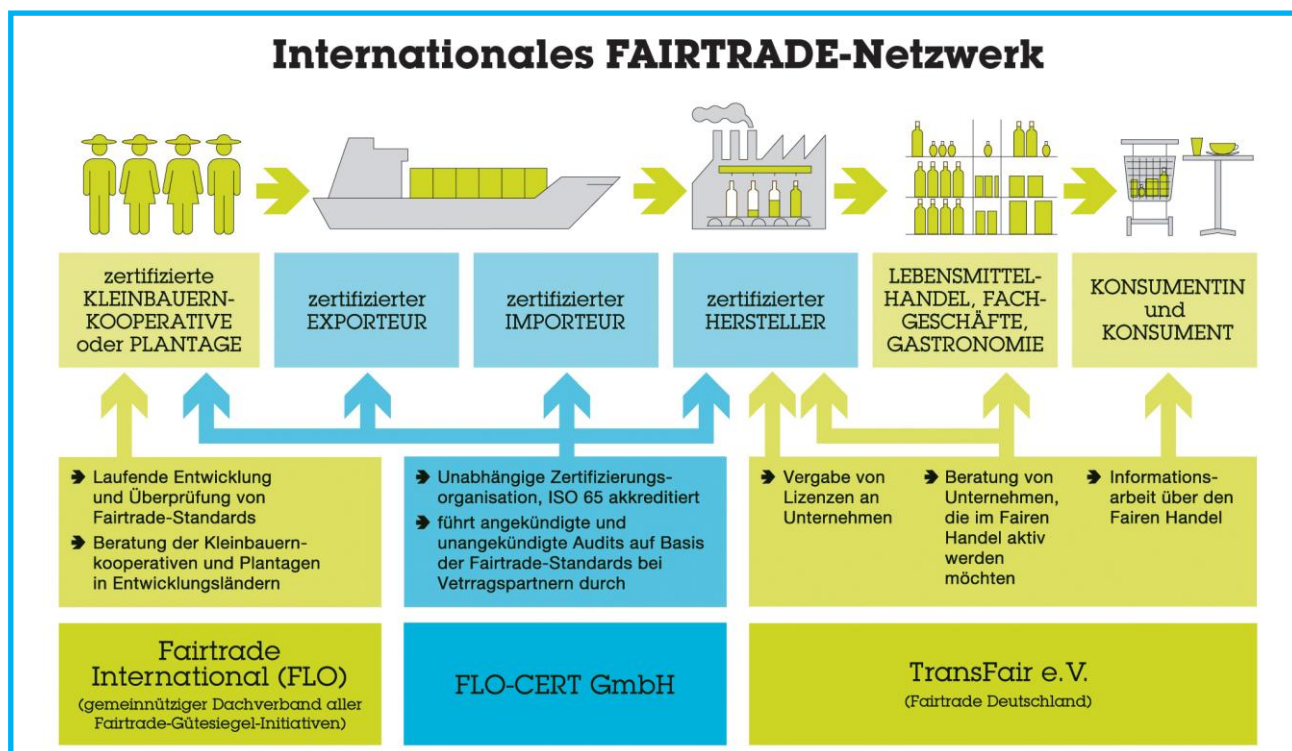 Internationales FAIRTRADE-Netzwerk
zertifizierte
KLEINBAUERN-
KOOPERATIVE
oder PLANTAGE
zertifizierter
EXPORTEUR
zertifizierter
IMPORTEUR
zertifizierter
HERSTELLER
LEBENSMITTEL-
HANDEL, FACH-
GESCHÄFTE,
GASTRONOMIE
KONSUMENTIN
und
KONSUMENT
Laufende Entwicklung
und Überprüfung von
Fairtrade-Standards
Beratung der Kleinbauern-
kooperativen und Plantagen
in Entwicklungsländern
Unabhängige Zertifizierungs-
organisation, ISO 65 akkreditiert
führt angekündigte und
unangekündigte Audits auf Basis
der Fairtrade-Standards bei
Vetrragspartnern durch
Vergabe von
Lizenzen an
Unternehmen
Beratung von
Unternehmen,
die im Fairen
Handel aktiv
werden
möchten
Informations-
arbeit über den
Fairen Handel
Fairtrade
International (FLO)
(gemeinnütziger Dachverband aller
Fairtrade-Gütesiegel-Initiativen)
FLO-CERT GmbH
TransFair e.V.
(Fairtrade Deutschland)